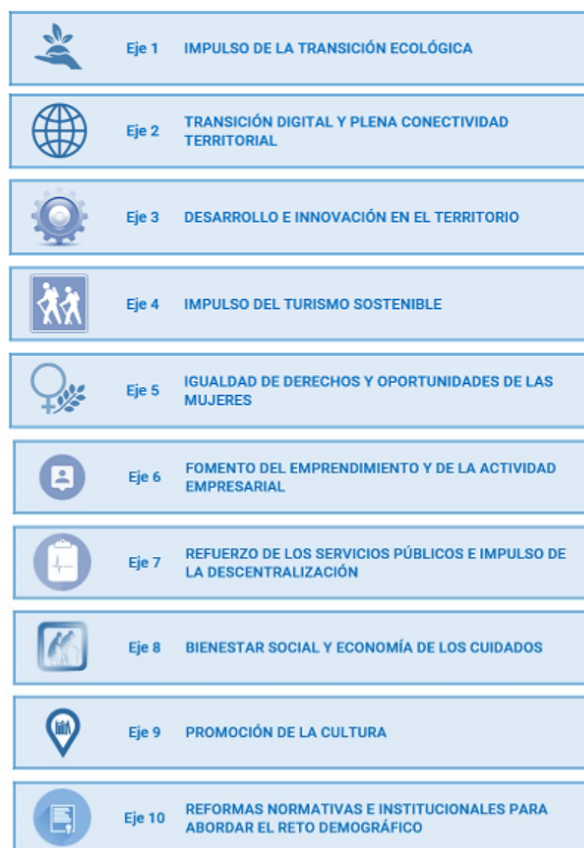 Eje 1 IMPULSO DE LA TRANSICIÓN ECOLÓGICA
Eje 2 TRANSICIÓN DIGITAL Y PLENA CONECTIVIDAD
TERRITORIAL
Eje 3 DESARROLLO E INNOVACIÓN EN EL TERRITORIO
Eje 4 IMPULSO DEL TURISMO SOSTENIBLE
Eje 5 IGUALDAD DE DERECHOS Y OPORTUNIDADES DE LAS
MUJERES
Eje 6 FOMENTO DEL EMPRENDIMIENTO Y DE LA ACTIVIDAD
EMPRESARIAL
Eje 7 REFUERZO DE LOS SERVICIOS PÚBLICOS E IMPULSO DE
LA DESCENTRALIZACIÓN
Eje 8 BIENESTAR SOCIAL Y ECONOMÍA DE LOS CUIDADOS
Eje 9 PROMOCIÓN DE LA CULTURA
Eje 10 REFORMAS NORMATIVAS E INSTITUCIONALES PARA
ABORDAR EL RETO DEMOGRÁFICO